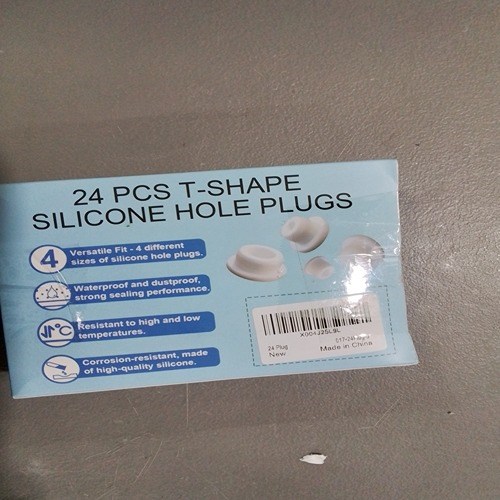 24 PCS T-SHAPE
SILICONE HOLE PLUGS
4
Versatile Fit - 4 different
sizes of silicone hole plugs.
Waterproof and dustproof,
strong sealing performance.
°C
Resistant to high and low
temperatures.
Corrosion-resistant, made
of high-quality silicone.
24 Plug
New
Made in China